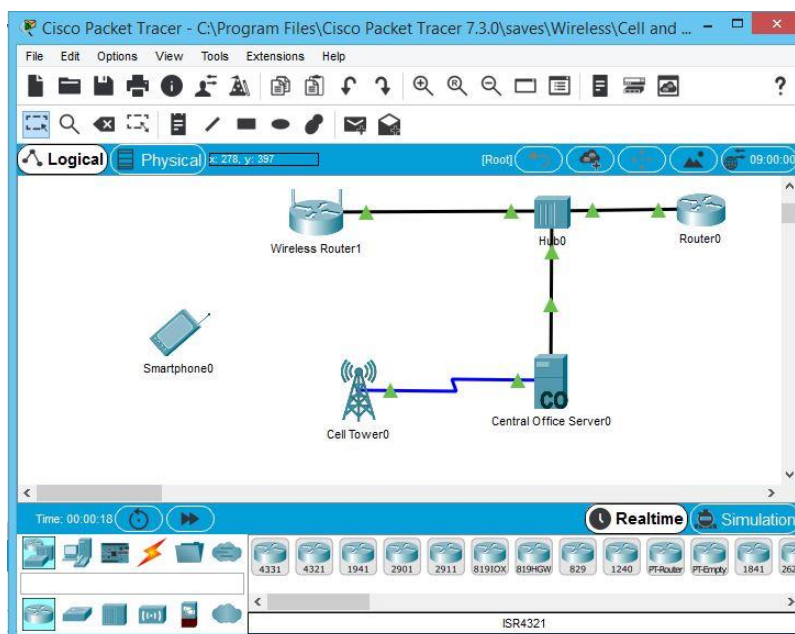 Cisco Packet Tracer - C:\Program Files\Cisco Packet Tracer 7.3.0\saves\Wireless\Cell and ...
File Edit Options View Tools Extensions Help
?
Logical Physical x: 278, y: 397 [Root] 09:00:00
Wireless Router1
Hub0
Router0
Smartphone0
Cell Tower0
CO
Central Office Server0
Time: 00:00:18 Realtime Simulation
4331 4321 1941 2901 2911 819IOX 819HGW 829 1240 PT-Router PT-Empty 1841 262
ISR4321